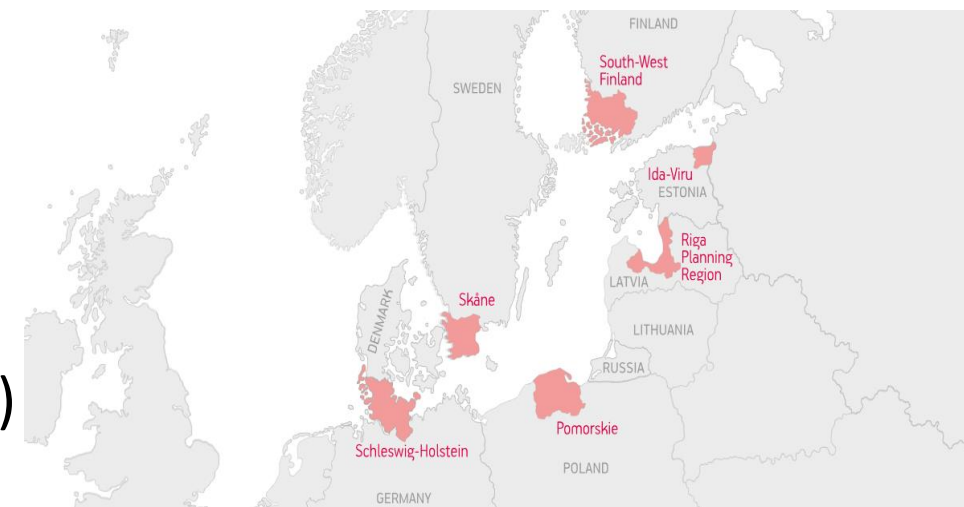 FINLAND
South-West
Finland
SWEDEN
Ida-Viru
ESTONIA
Riga
Planning
Region
LATVIA
Skåne
DENMARK
LITHUANIA
RUSSIA
)
Pomorskie
Schleswig-Holstein
POLAND
GERMANY